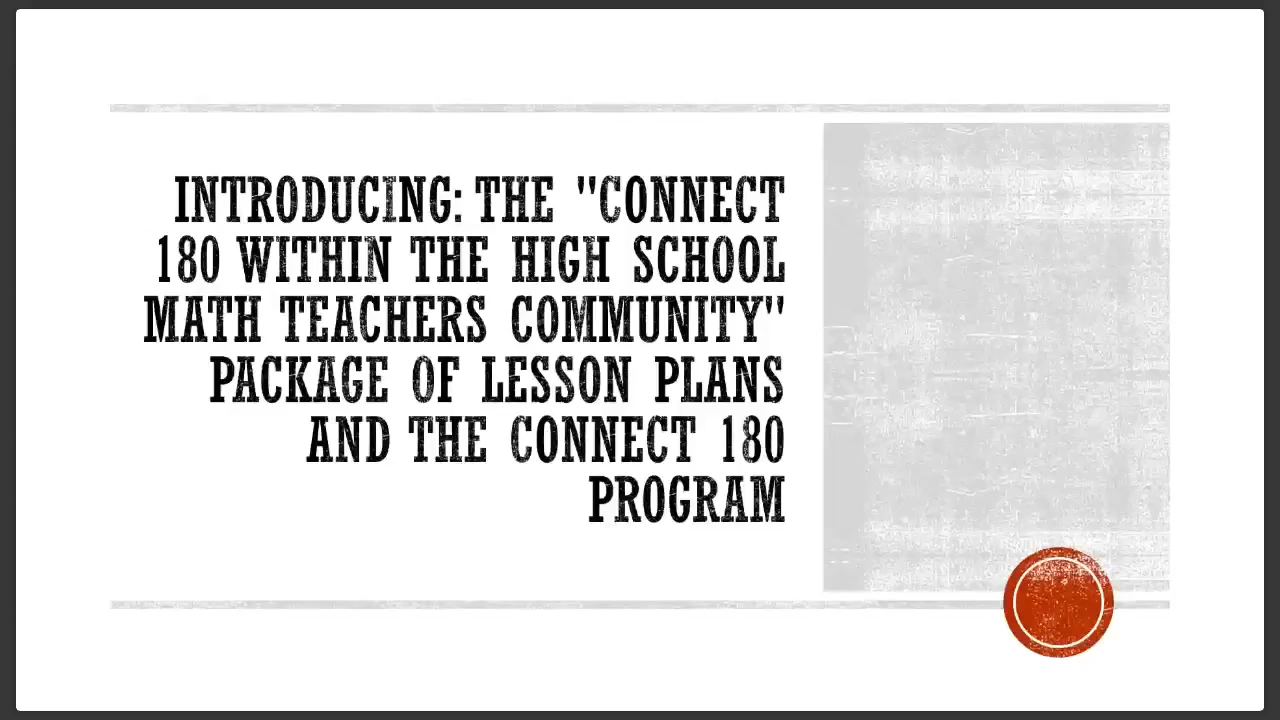 INTRODUCING: THE "CONNECT
180 WITHIN THE HIGH SCHOOL
MATH TEACHERS COMMUNITY"
PACKAGE OF LESSON PLANS
AND THE CONNECT 180
PROGRAM